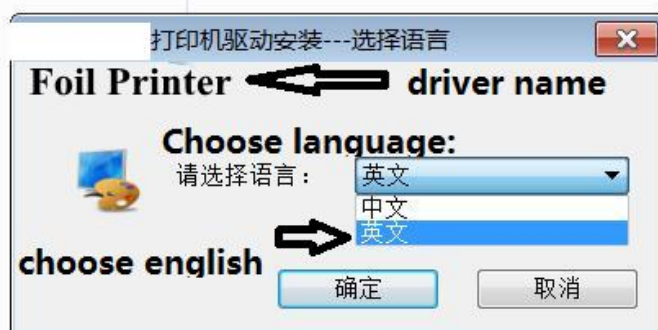 打印机驱动安装---选择语言
Foil Printer driver name
Choose language:
请选择语言： 英文
中文
英文
choose english
确定 取消